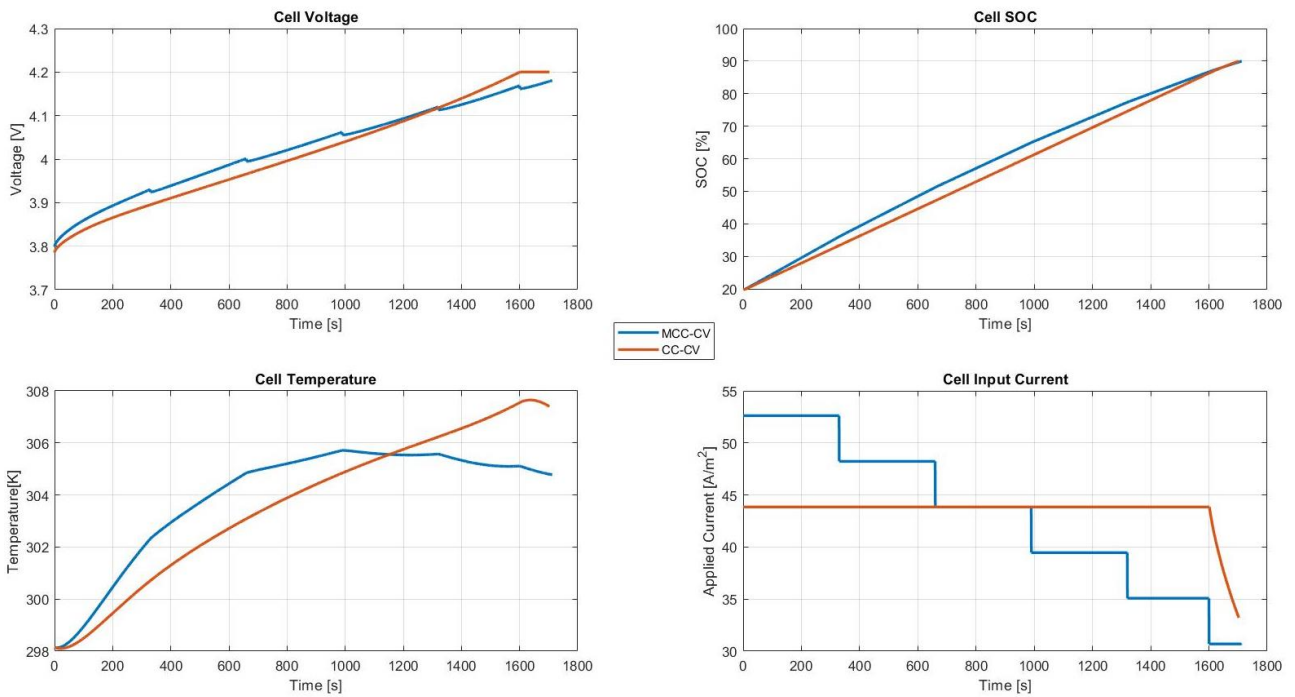 Cell Voltage
4.3
4.2
4.1
4
3.9
3.8
3.7
Voltage [V]
0 200 400 600 800 1000 1200 1400 1600 1800
Time [s]
Cell SOC
100
90
80
70
60
50
40
30
20
SOC [%]
0 200 400 600 800 1000 1200 1400 1600 1800
Time [s]
MCC-CV
CC-CV
Cell Temperature
308
306
304
302
300
298
Temperature[K]
0 200 400 600 800 1000 1200 1400 1600 1800
Time [s]
Cell Input Current
55
50
45
40
35
30
Applied Current [A/m²]
0 200 400 600 800 1000 1200 1400 1600 1800
Time [s]